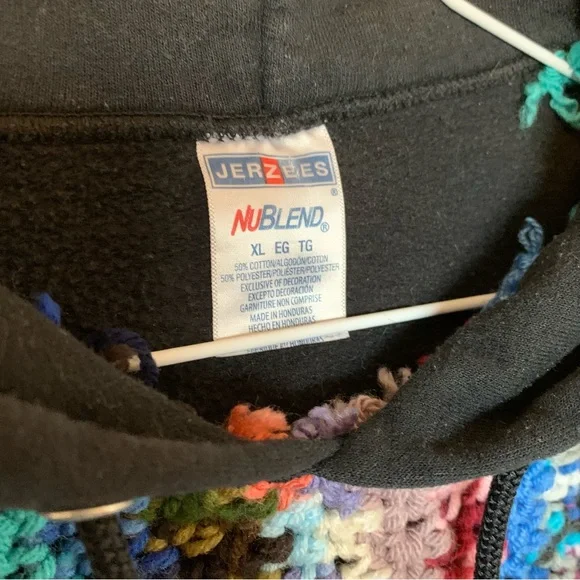 JERZEES
®
NUBLEND®
XL EG TG
50% COTTON/ALGODÓN/COTON
50% POLYESTER/POLIÉSTER/POLYESTER
EXCLUSIVE OF DECORATION
EXCEPTO DECORACIÓN
GARNITURE NON COMPRISE
MADE IN HONDURAS
HECHO EN HONDURAS